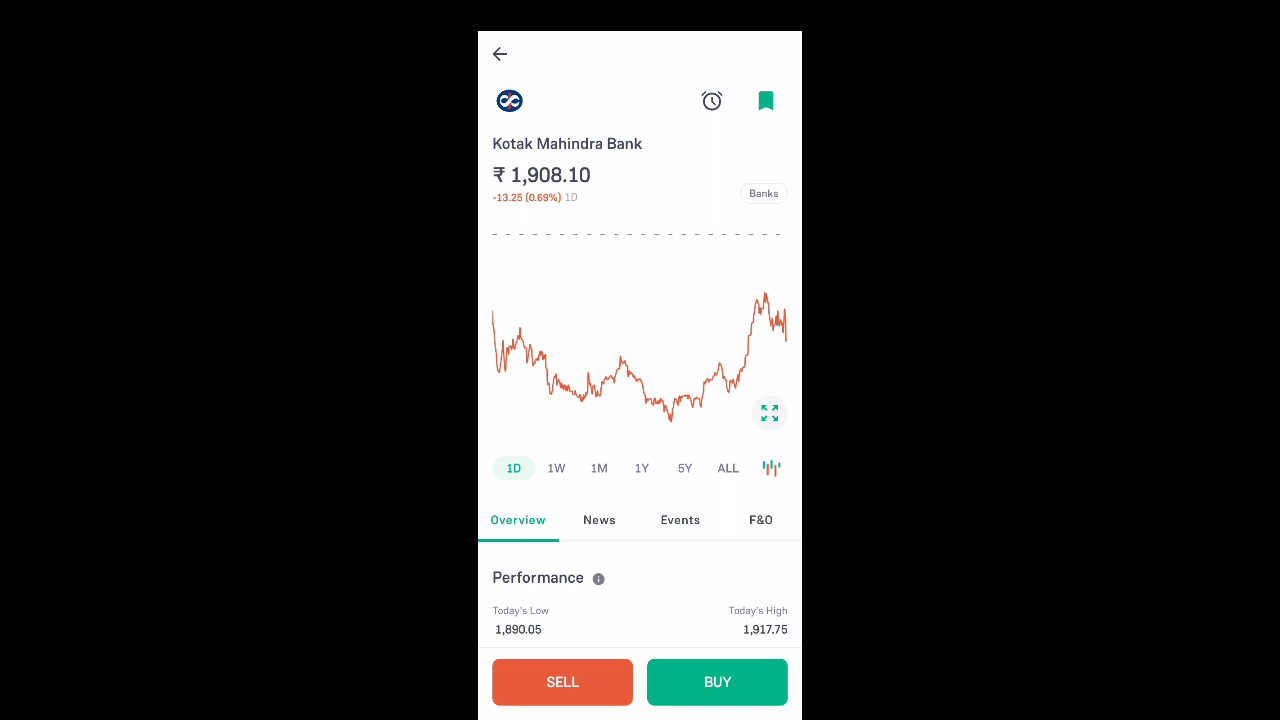 Kotak Mahindra Bank
₹ 1,908.10
-13.25 (0.69%) 1D
Banks
1D 1W 1M 1Y 5Y ALL
Overview News Events F&O
Performance
Today's Low Today's High
1,890.05 1,917.75
SELL BUY